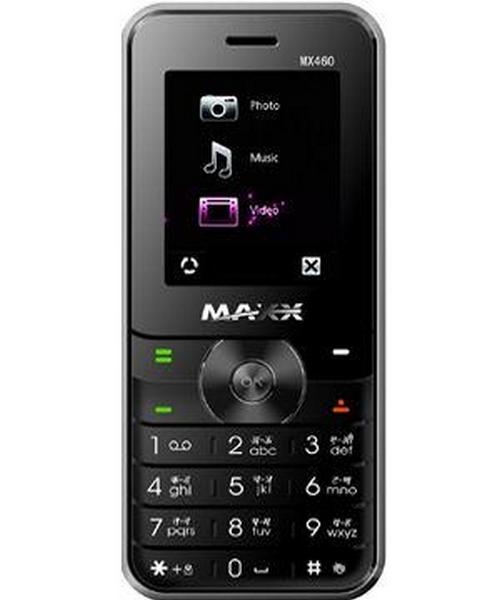 MX460
Photo
Music
Video
MAXX
OK
1
2 abc
3 def
4 ghi
5 jkl
6 mno
7 pqrs
8 tuv
9 wxyz
* +
0
#